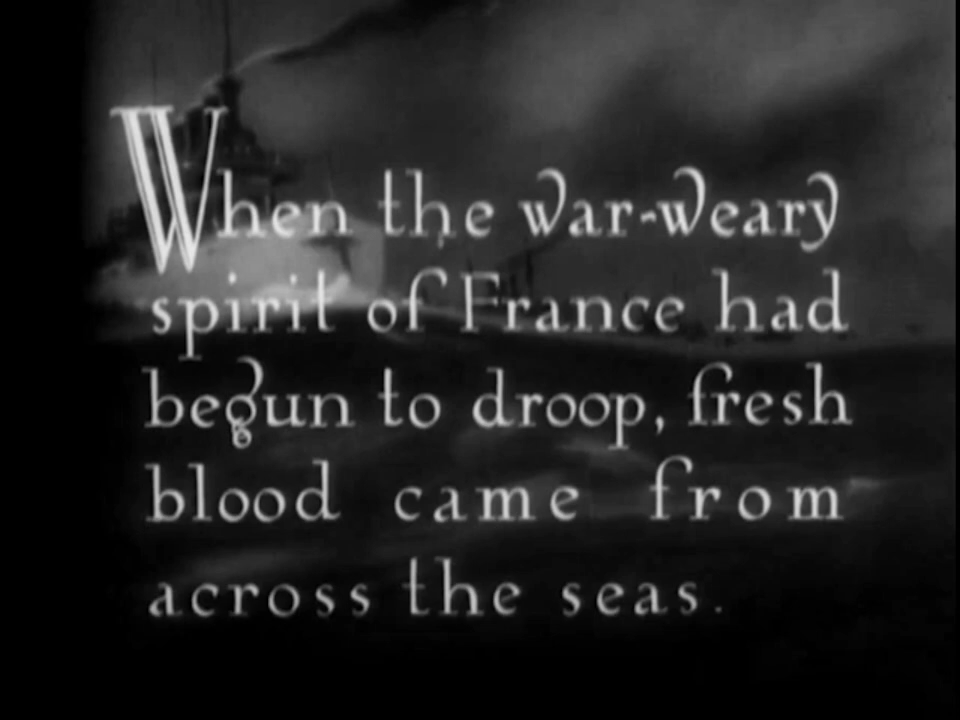 When the war-weary
spirit of France had
begun to droop, fresh
blood came from
across the seas.